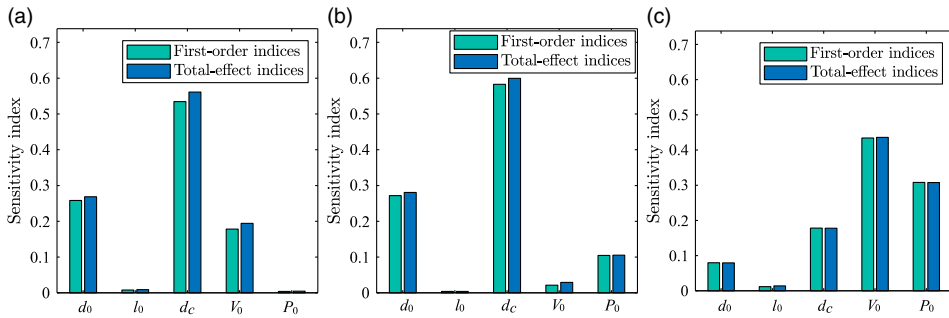 (a)
Sensitivity index
0.7
0.6
0.5
0.4
0.3
0.2
0.1
0
First-order indices
Total-effect indices
d0 l0 dc V0 P0
(b)
Sensitivity index
0.7
0.6
0.5
0.4
0.3
0.2
0.1
0
First-order indices
Total-effect indices
d0 l0 dc V0 P0
(c)
Sensitivity index
0.7
0.6
0.5
0.4
0.3
0.2
0.1
0
First-order indices
Total-effect indices
d0 l0 dc V0 P0